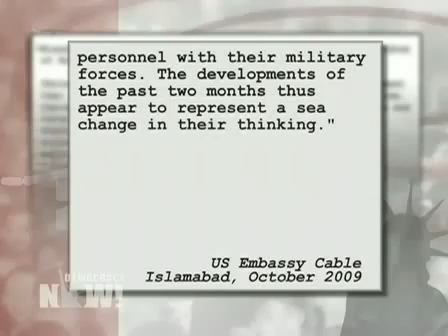 personnel with their military
forces. The developments of
the past two months thus
appear to represent a sea
change in their thinking."
US Embassy Cable
Islamabad, October 2009
DEMOCRACY
NOW!